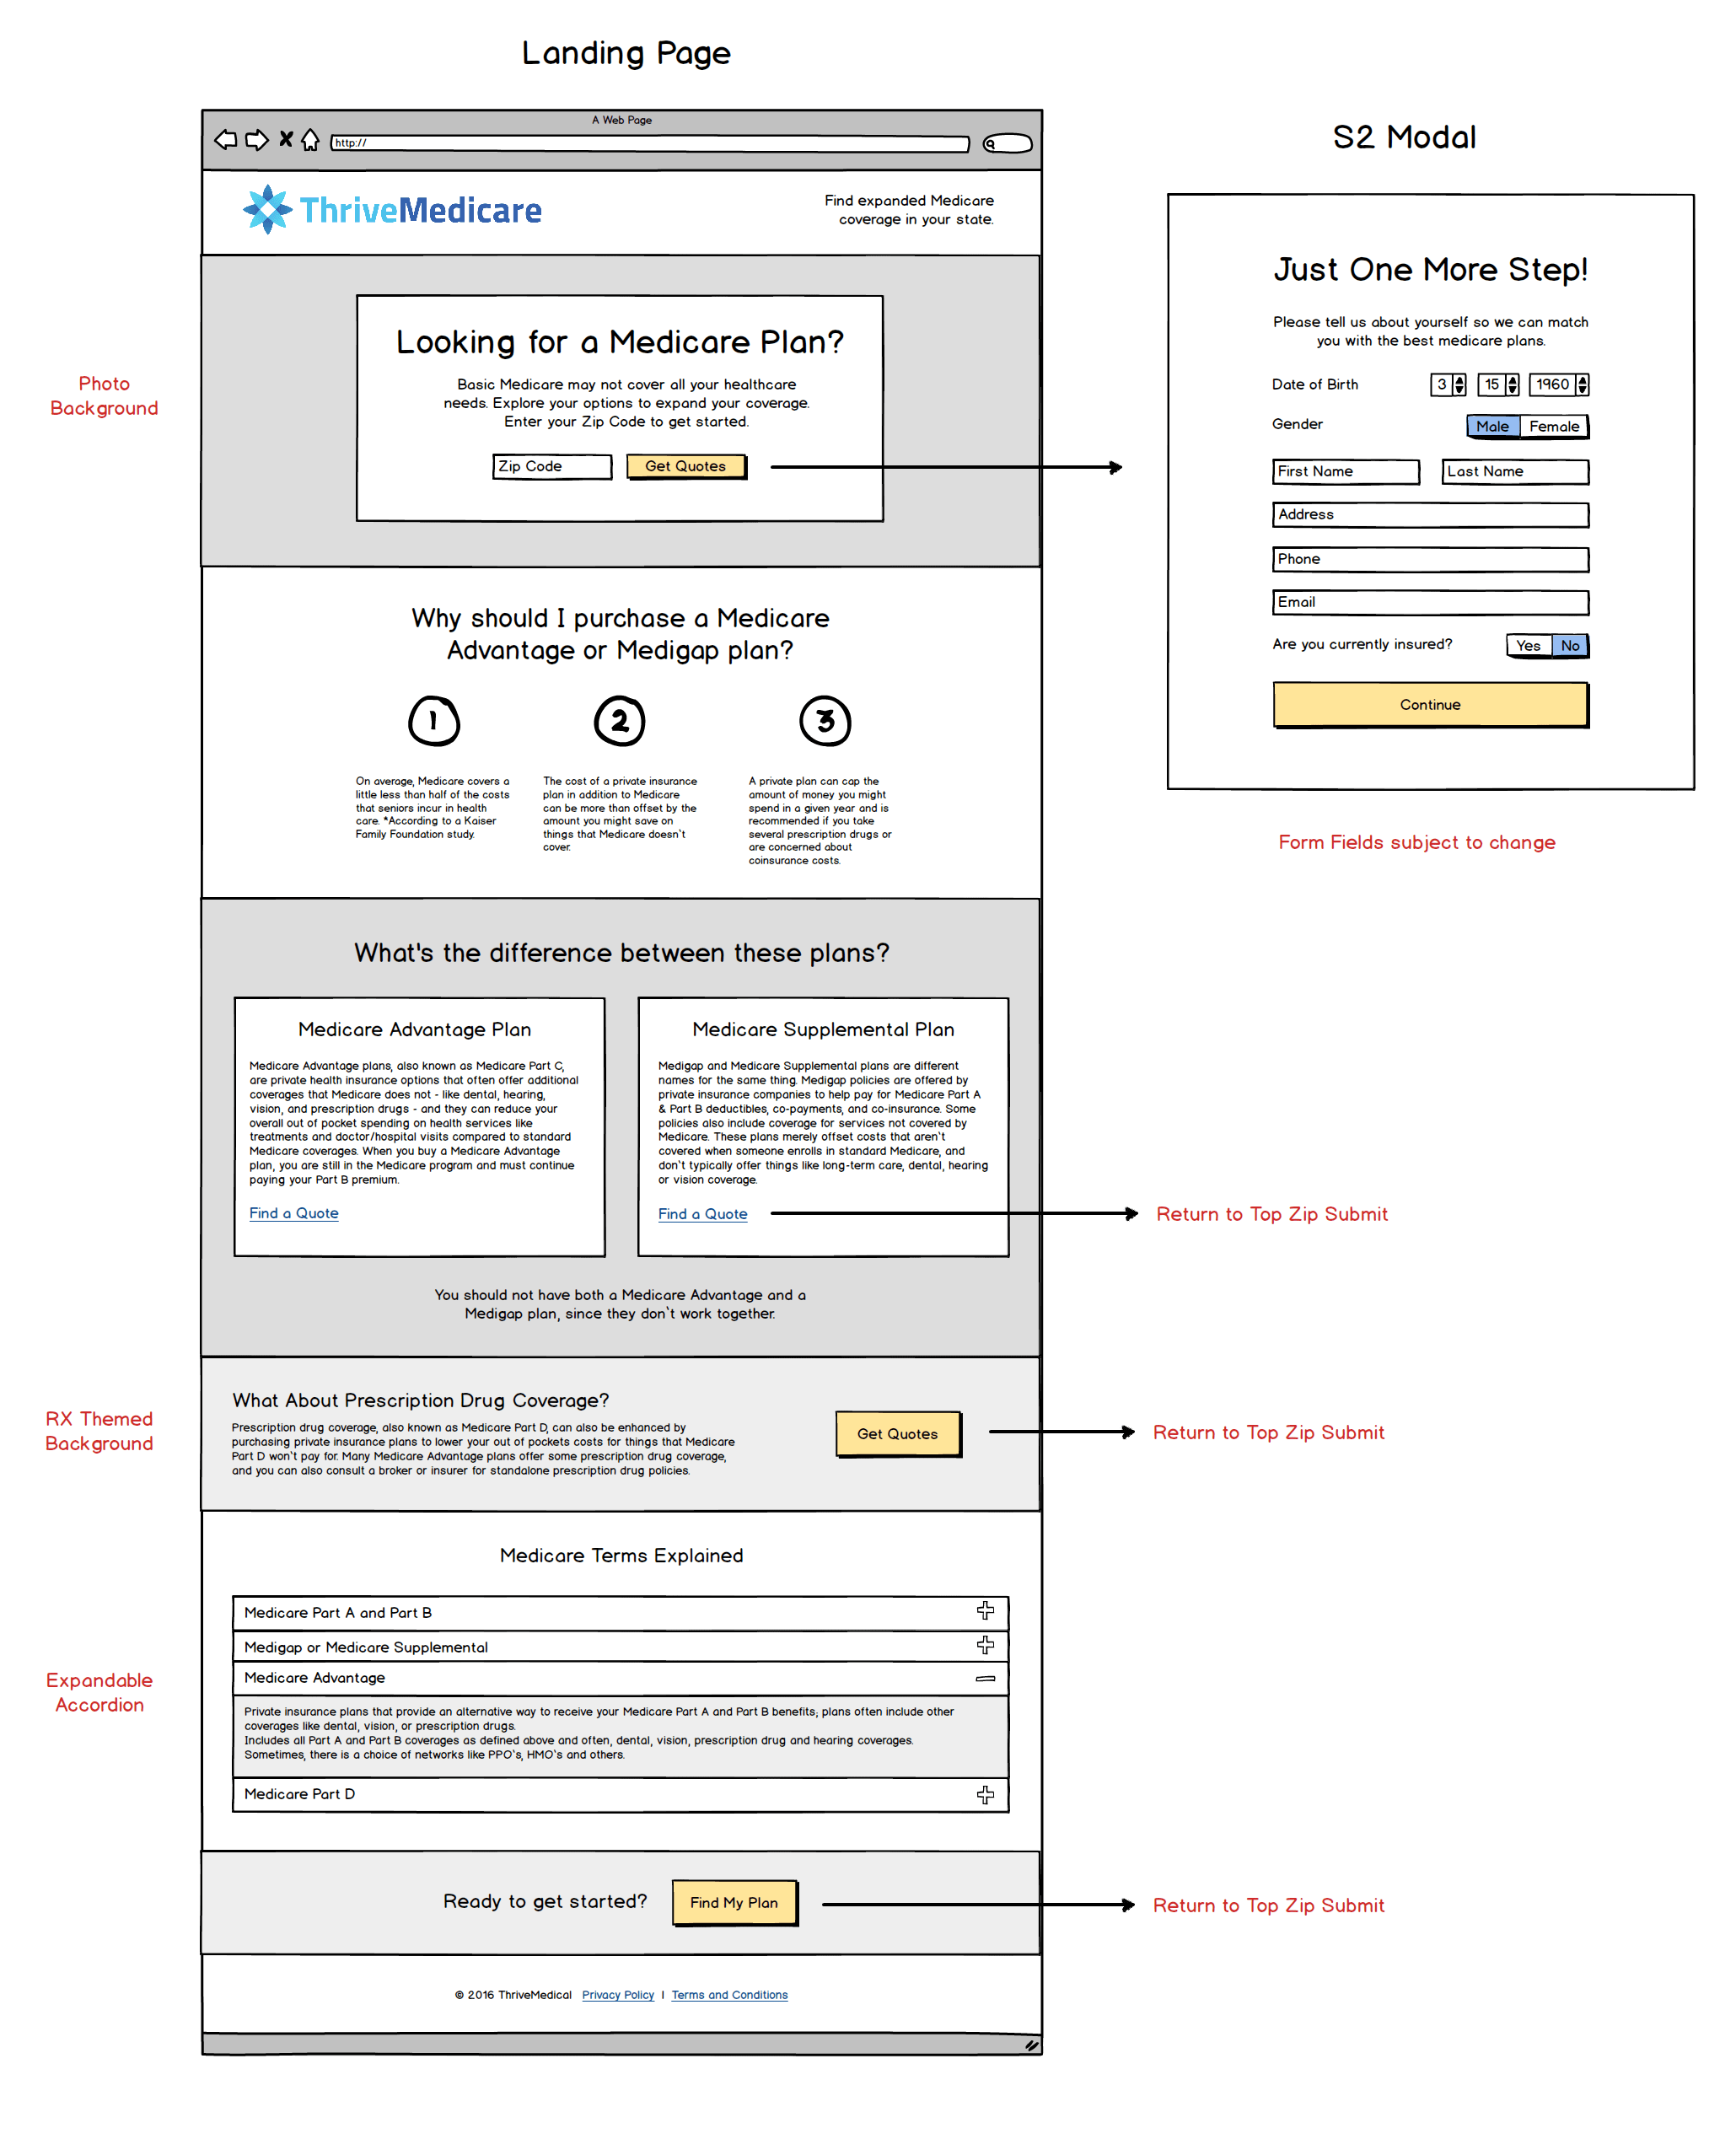 Landing Page
A Web Page
http://
ThriveMedicare
Find expanded Medicare
coverage in your state.
Photo
Background
Looking for a Medicare Plan?
Basic Medicare may not cover all your healthcare
needs. Explore your options to expand your coverage.
Enter your Zip Code to get started.
Zip Code
Get Quotes
Why should I purchase a Medicare
Advantage or Medigap plan?
1
2
3
On average, Medicare covers a
little less than half of the costs
that seniors incur in health
care. *According to a Kaiser
Family Foundation study.
The cost of a private insurance
plan in addition to Medicare
can be more than offset by the
amount you might save on
things that Medicare doesn`t
cover.
A private plan can cap the
amount of money you might
spend in a given year and is
recommended if you take
several prescription drugs or
are concerned about
coinsurance costs.
What's the difference between these plans?
Medicare Advantage Plan
Medicare Advantage plans, also known as Medicare Part C,
are private health insurance options that often offer additional
coverages that Medicare does not - like dental, hearing,
vision, and prescription drugs - and they can reduce your
overall out of pocket spending on health services like
treatments and doctor/hospital visits compared to standard
Medicare coverages. When you buy a Medicare Advantage
plan, you are still in the Medicare program and must continue
paying your Part B premium.
Find a Quote
Medicare Supplemental Plan
Medigap and Medicare Supplemental plans are different
names for the same thing. Medigap policies are offered by
private insurance companies to help pay for Medicare Part A
& Part B deductibles, co-payments, and co-insurance. Some
policies also include coverage for services not covered by
Medicare. These plans merely offset costs that aren`t
covered when someone enrolls in standard Medicare, and
don`t typically offer things like long-term care, dental, hearing
or vision coverage.
Find a Quote
Return to Top Zip Submit
You should not have both a Medicare Advantage and a
Medigap plan, since they don`t work together.
RX Themed
Background
What About Prescription Drug Coverage?
Prescription drug coverage, also known as Medicare Part D, can also be enhanced by
purchasing private insurance plans to lower your out of pockets costs for things that Medicare
Part D won`t pay for. Many Medicare Advantage plans offer some prescription drug coverage,
and you can also consult a broker or insurer for standalone prescription drug policies.
Get Quotes
Return to Top Zip Submit
Medicare Terms Explained
Expandable
Accordion
Medicare Part A and Part B
Medigap or Medicare Supplemental
Medicare Advantage
Private insurance plans that provide an alternative way to receive your Medicare Part A and Part B benefits; plans often include other
coverages like dental, vision, or prescription drugs.
Includes all Part A and Part B coverages as defined above and often, dental, vision, prescription drug and hearing coverages.
Sometimes, there is a choice of networks like PPO`s, HMO`s and others.
Medicare Part D
Ready to get started?
Find My Plan
Return to Top Zip Submit
© 2016 ThriveMedical Privacy Policy | Terms and Conditions
S2 Modal
Just One More Step!
Please tell us about yourself so we can match
you with the best medicare plans.
Date of Birth 3 15 1960
Gender Male Female
First Name Last Name
Address
Phone
Email
Are you currently insured? Yes No
Continue
Form Fields subject to change